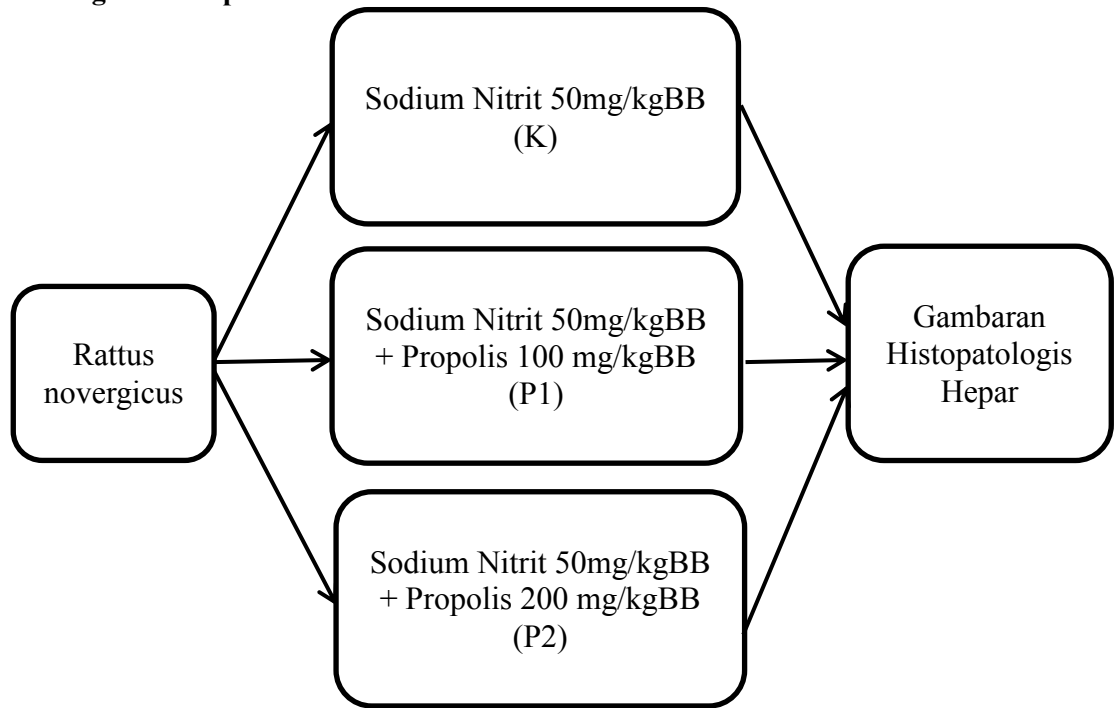 Sodium Nitrit 50mg/kgBB
(K)
Rattus
novergicus
Sodium Nitrit 50mg/kgBB
+ Propolis 100 mg/kgBB
(P1)
Sodium Nitrit 50mg/kgBB
+ Propolis 200 mg/kgBB
(P2)
Gambaran
Histopatologis
Hepar